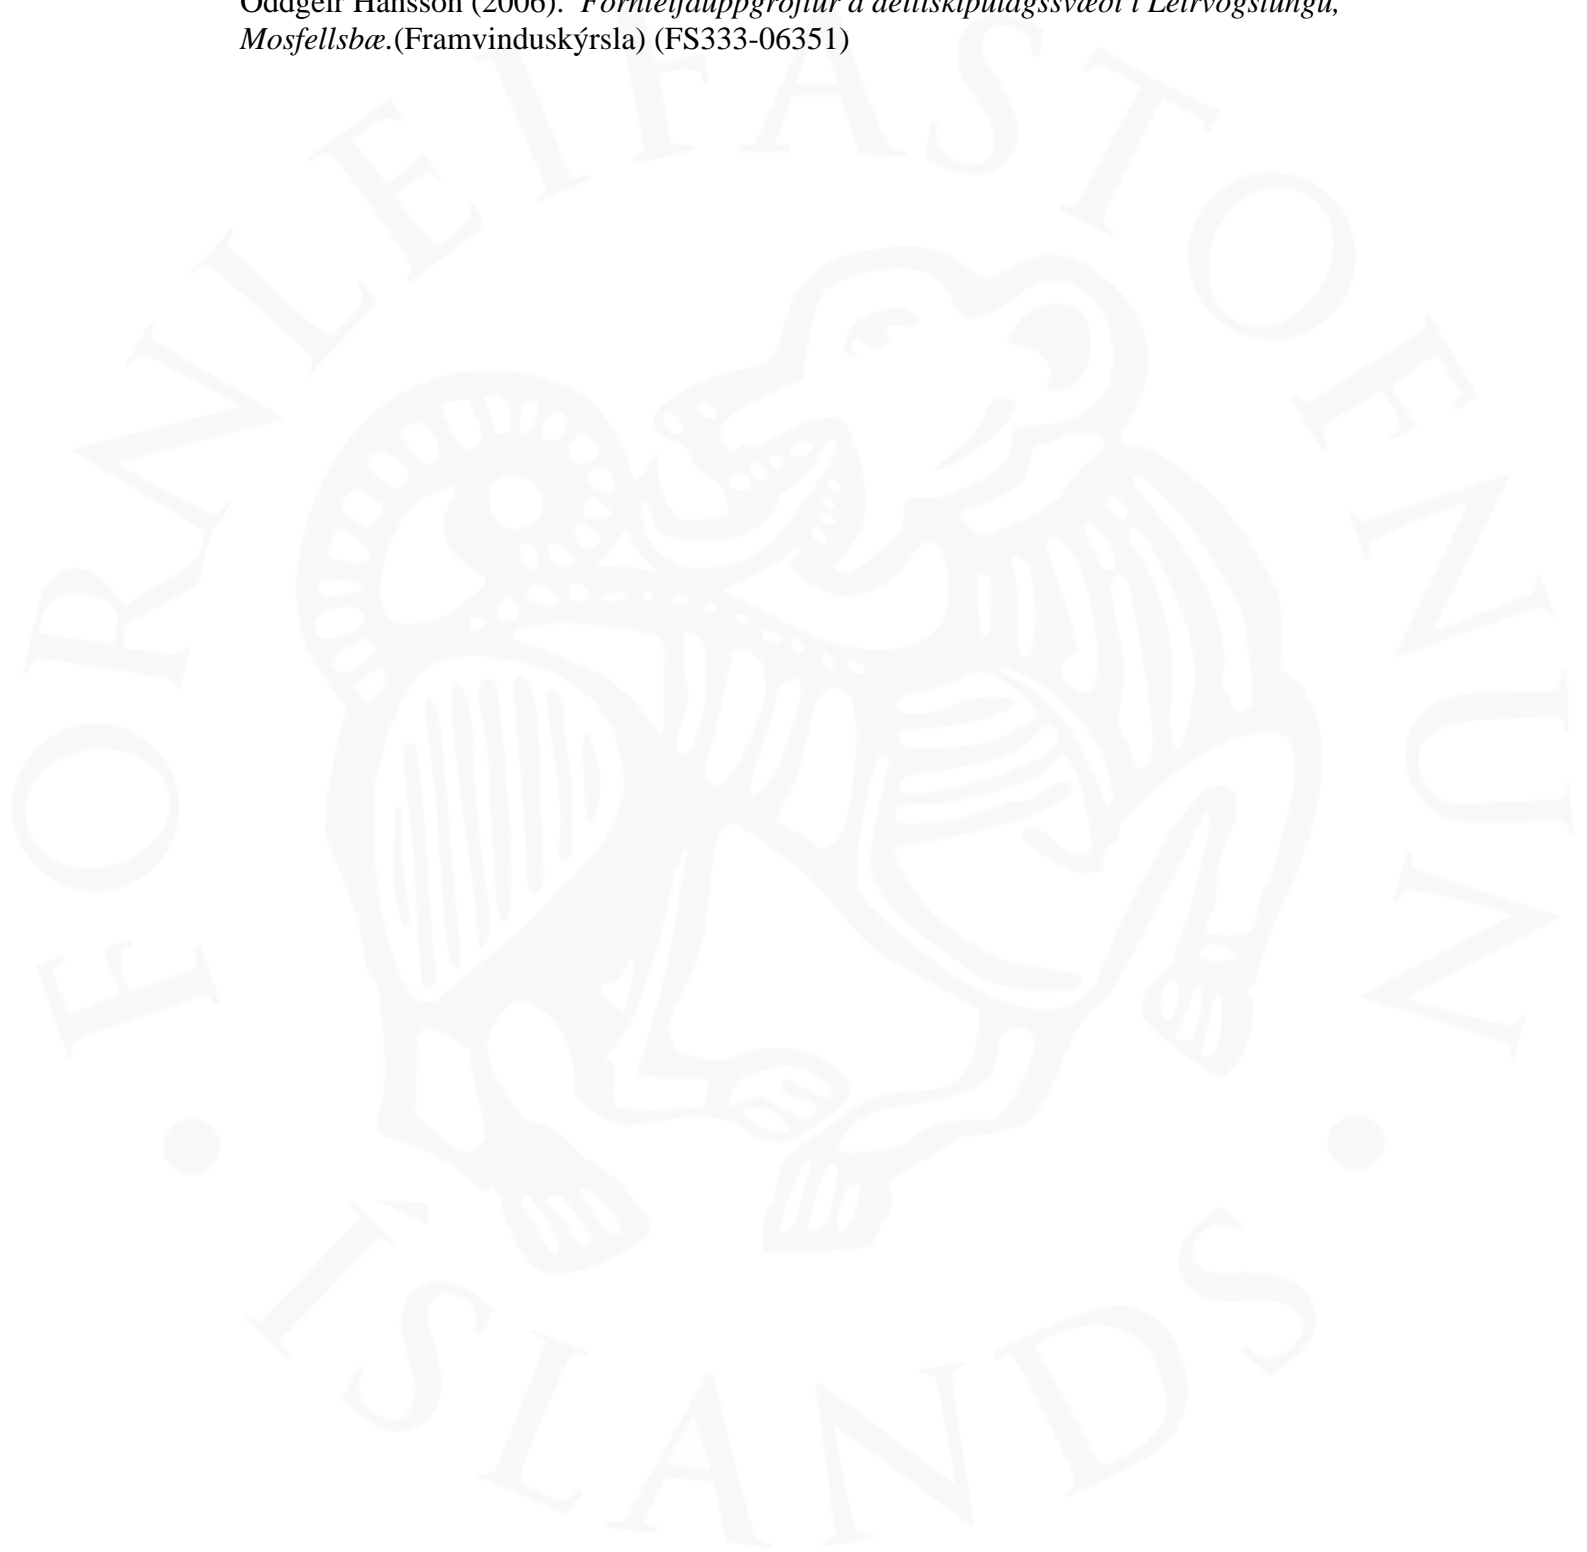 Oddgeir Hansson (2006). Fornleifauppgröftur á deiliskipulagssvæði í Leirvogstungu,
Mosfellsbæ.(Framvinduskýrsla) (FS333-06351)
FORNLEIFASTOFNUN
• ÍSLANDS •